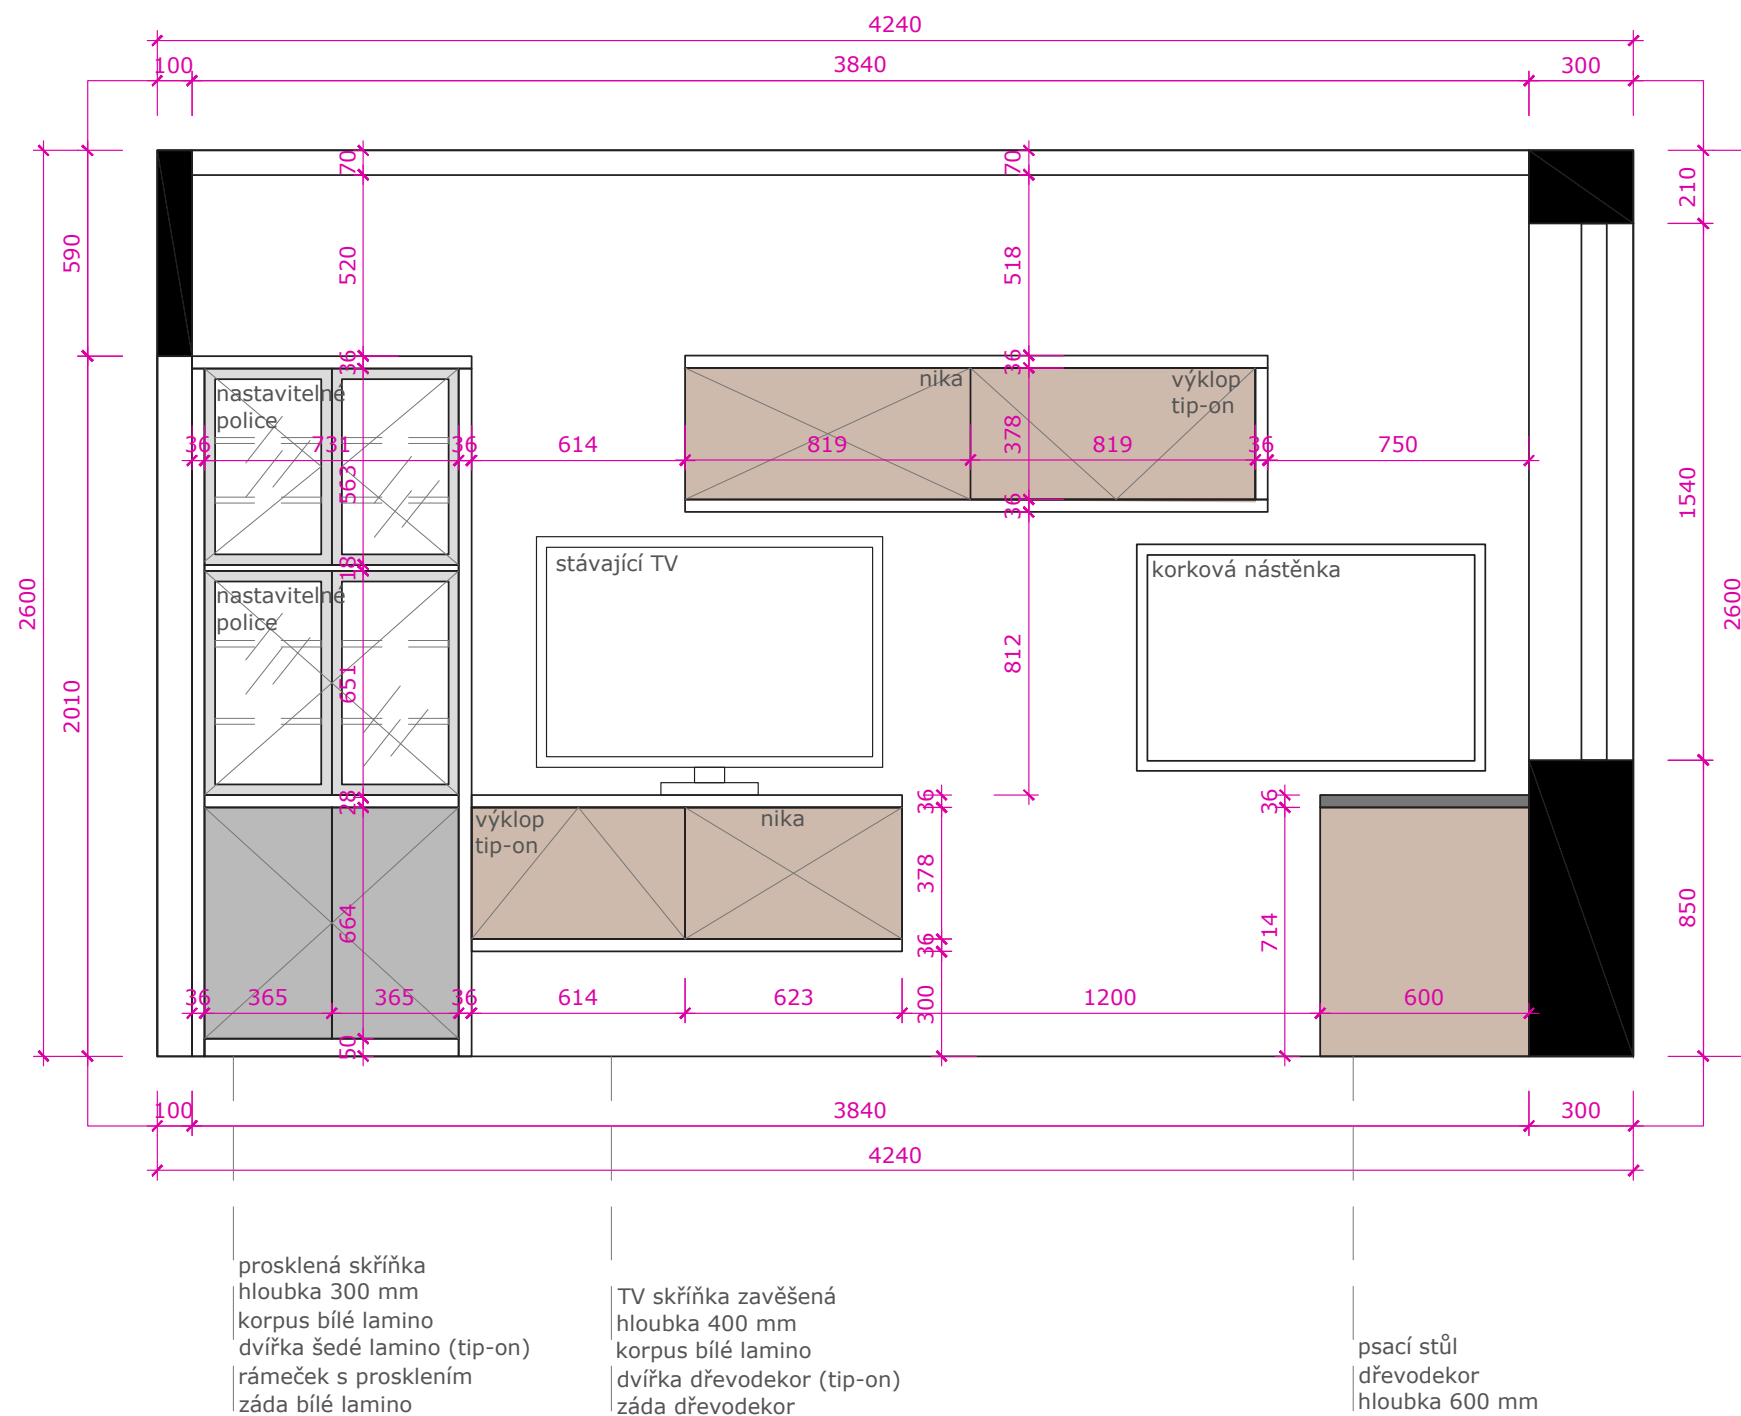 4240
100
3840
300
70
70
210
590
520
518
36
36
nastavitelné
police
nika
výklop
tip-on
36
731
36
614
819
378
819
36
750
563
36
1540
18
stávající TV
korková nástěnka
nastavitelné
police
2600
2600
812
651
2010
28
36
36
výklop
tip-on
nika
378
850
664
714
36
36
365
365
36
614
623
300
1200
600
50
100
3840
300
4240
prosklená skříňka
hloubka 300 mm
korpus bílé lamino
dvířka šedé lamino (tip-on)
rámeček s prosklením
záda bílé lamino
TV skříňka zavěšená
hloubka 400 mm
korpus bílé lamino
dvířka dřevodekor (tip-on)
záda dřevodekor
psací stůl
dřevodekor
hloubka 600 mm